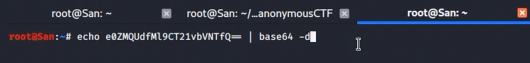 root@San: ~
root@San: ~/...anonymousCTF
root@San: ~
root@San:~# echo e0ZMQUdfMl9CT21vbVNTfQ== | base64 -d